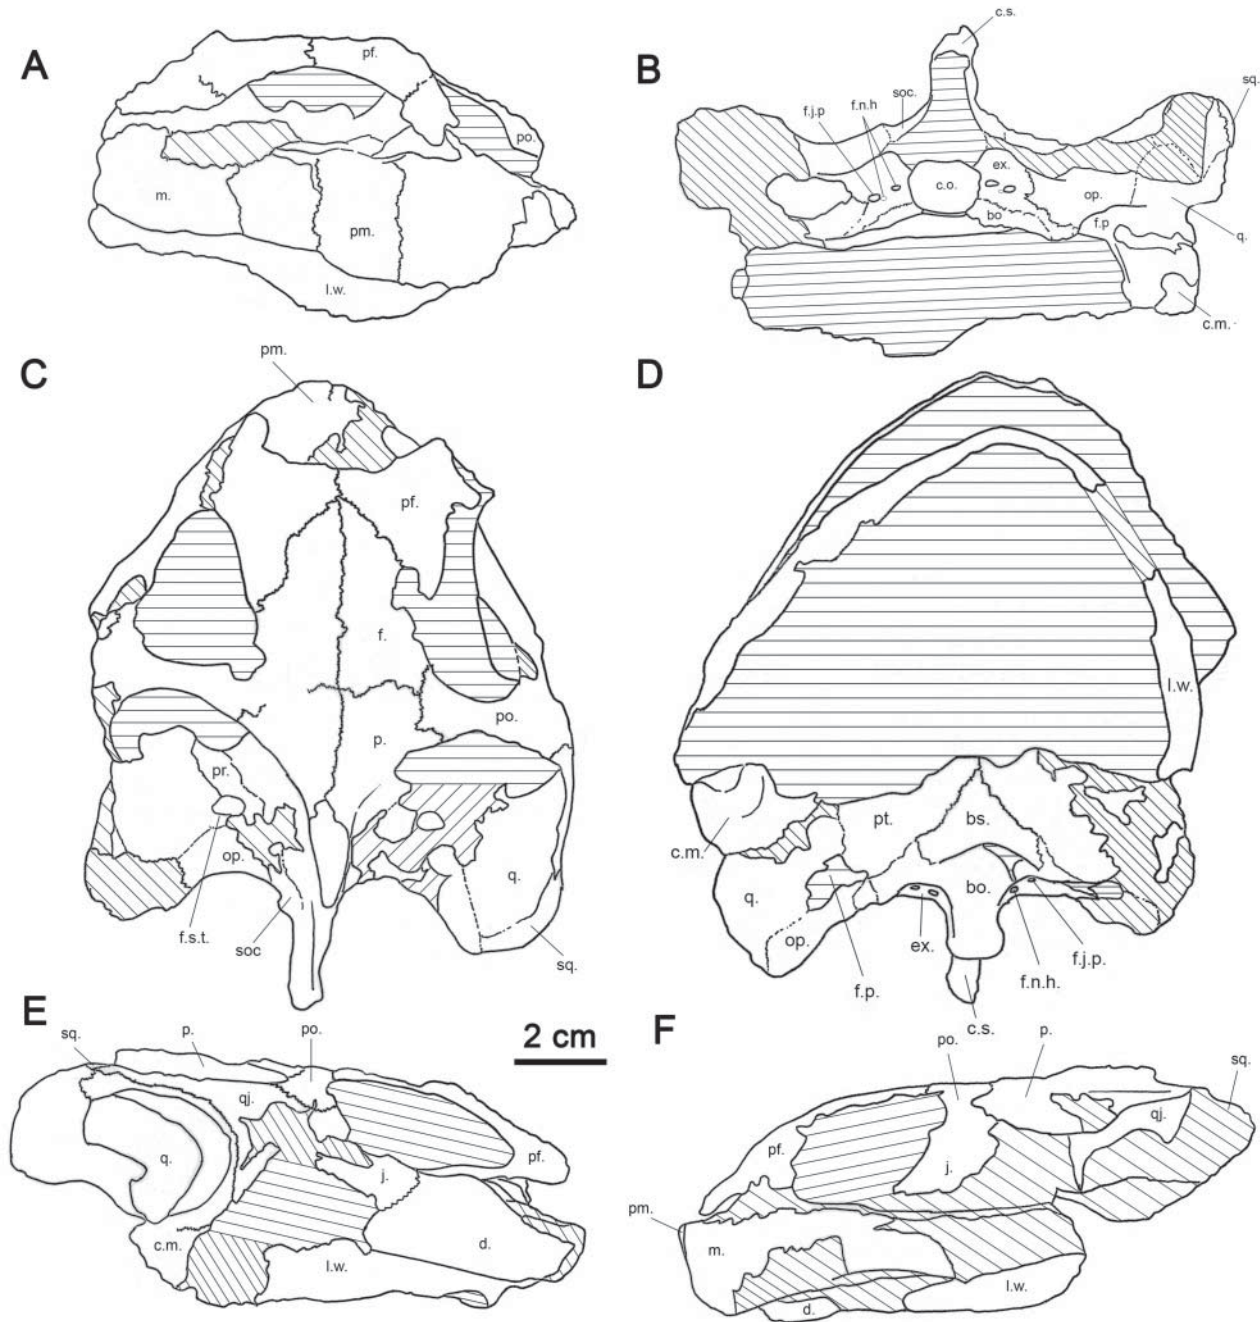 A
pf.
po.
m.
pm.
l.w.
B
c.s.
sq.
soc.
f.n.h
f.j.p
ex.
c.o.
op.
bo
f.p
q.
c.m.-
C
pm.
pf.
f.
po.
p.
pr.
op.
q.
f.s.t.
soc
sq.
D
l.w.
pt.
bs.
c.m.
bo.
q.
op.
ex.
f.j.p.
f.p.
f.n.h.
c.s.
E
2 cm
p.
po.
sq.
qj.
q.
pf.
j.
c.m.
d.
l.w.
F
po.
p.
sq.
qj.
pf.
j.
pm.
m.
l.w.
d.